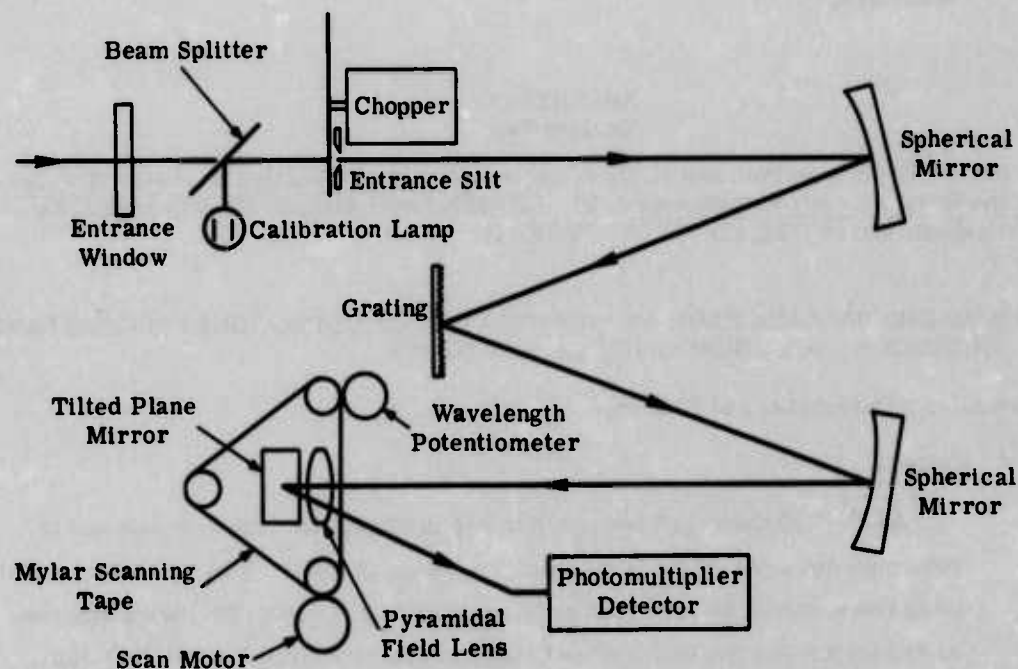 Beam Splitter
Chopper
Spherical
Mirror
Entrance Slit
Entrance
Window
Calibration Lamp
Grating
Tilted Plane
Mirror
Wavelength
Potentiometer
Spherical
Mirror
Mylar Scanning
Tape
Photomultiplier
Detector
Pyramidal
Field Lens
Scan Motor